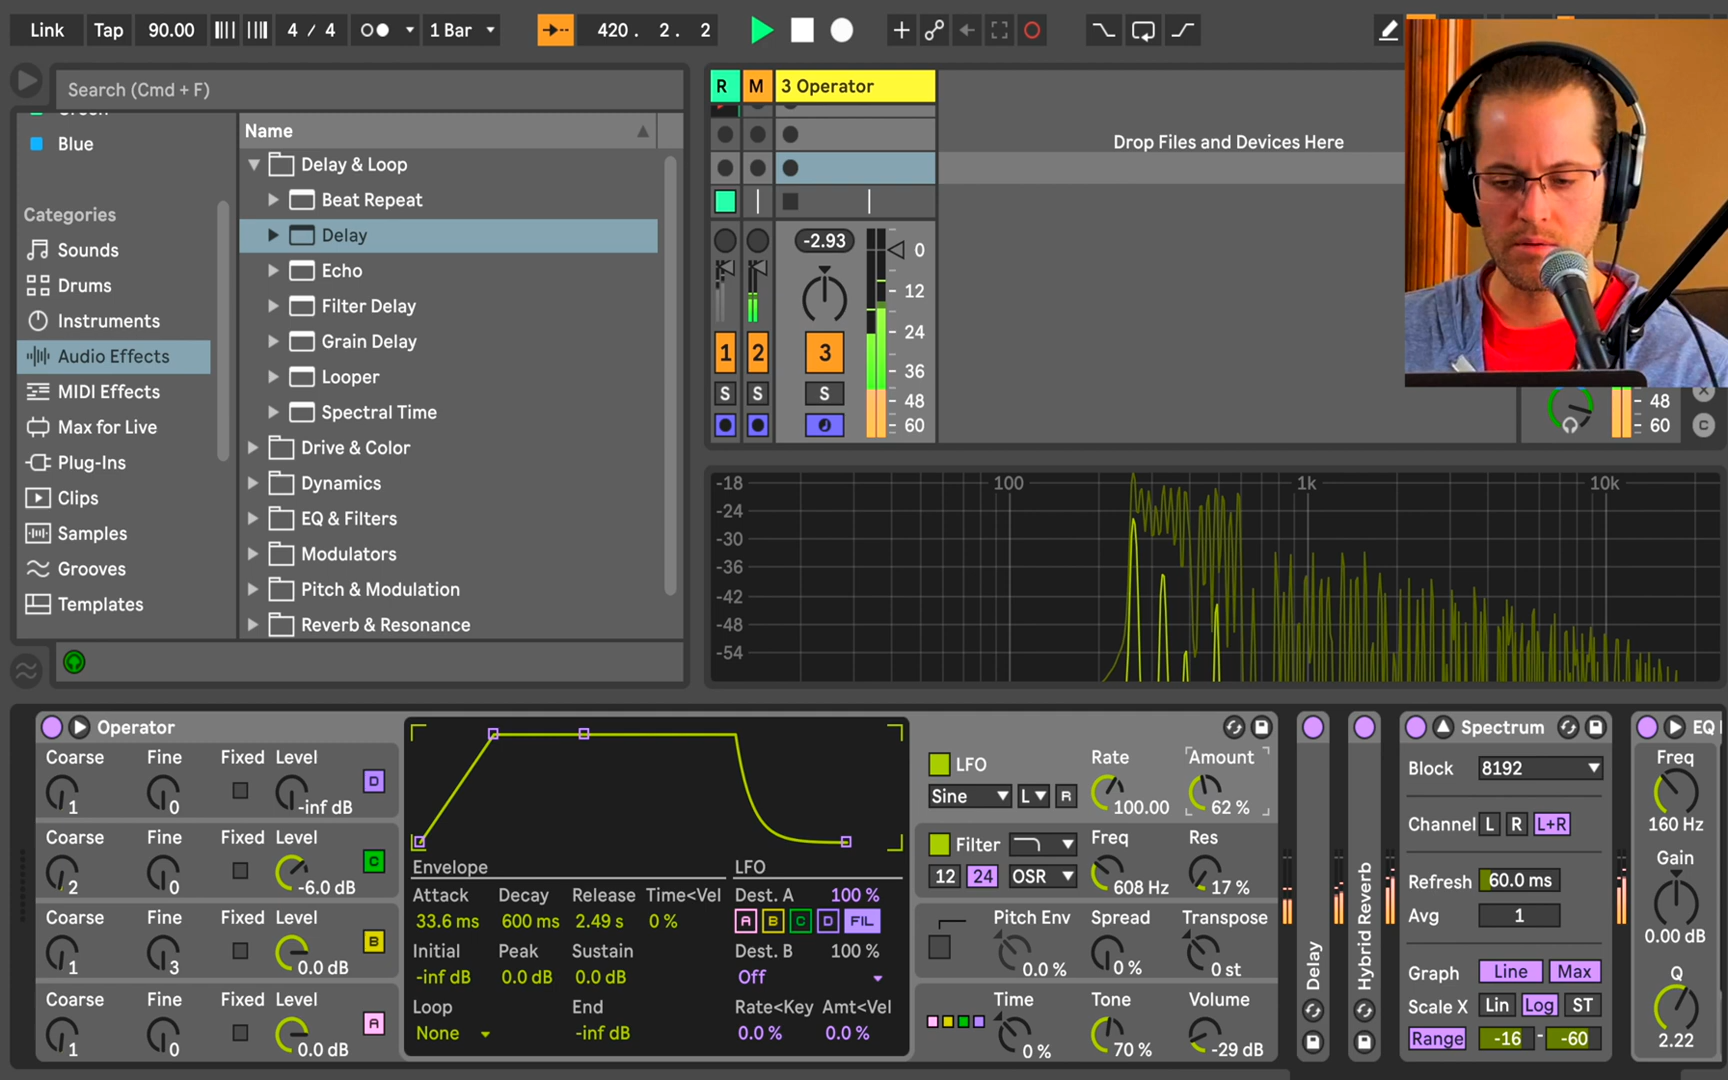 Link Tap 90.00 4 / 4 1 Bar 420. 2. 2
Search (Cmd + F)
Blue
Categories
Sounds
Drums
Instruments
Audio Effects
MIDI Effects
Max for Live
Plug-Ins
Clips
Samples
Grooves
Templates
Name
Delay & Loop
Beat Repeat
Delay
Echo
Filter Delay
Grain Delay
Looper
Spectral Time
Drive & Color
Dynamics
EQ & Filters
Modulators
Pitch & Modulation
Reverb & Resonance
R M 3 Operator
Drop Files and Devices Here
-2.93 0
12
24
1 2 3
36
S S S 48
60
48
60 C
-18 100 1k 10k
-24
-30
-36
-42
-48
-54
Operator
Coarse Fine Fixed Level
1 0 -inf dB D
Coarse Fine Fixed Level
2 0 -6.0 dB C
Coarse Fine Fixed Level
1 3 0.0 dB B
Coarse Fine Fixed Level
1 0 0.0 dB A
Envelope LFO
Attack Decay Release Time<Vel Dest. A 100 %
33.6 ms 600 ms 2.49 s 0 % A B C D FIL
Initial Peak Sustain Dest. B 100 %
-inf dB 0.0 dB 0.0 dB Off
Loop End Rate<Key Amt<Vel
None -inf dB 0.0 % 0.0 %
LFO Rate Amount
Sine L R 100.00 62 %
Filter Freq Res
12 24 OSR 608 Hz 17 %
Pitch Env Spread Transpose
0.0 % 0 % 0 st
Time Tone Volume
0 % 70 % -29 dB
Delay
Hybrid Reverb
Spectrum
Block 8192
Channel L R L+R
Refresh 60.0 ms
Avg 1
Graph Line Max
Scale X Lin Log ST
Range -16 - -60
EQ
Freq
160 Hz
Gain
0.00 dB
Q
2.22